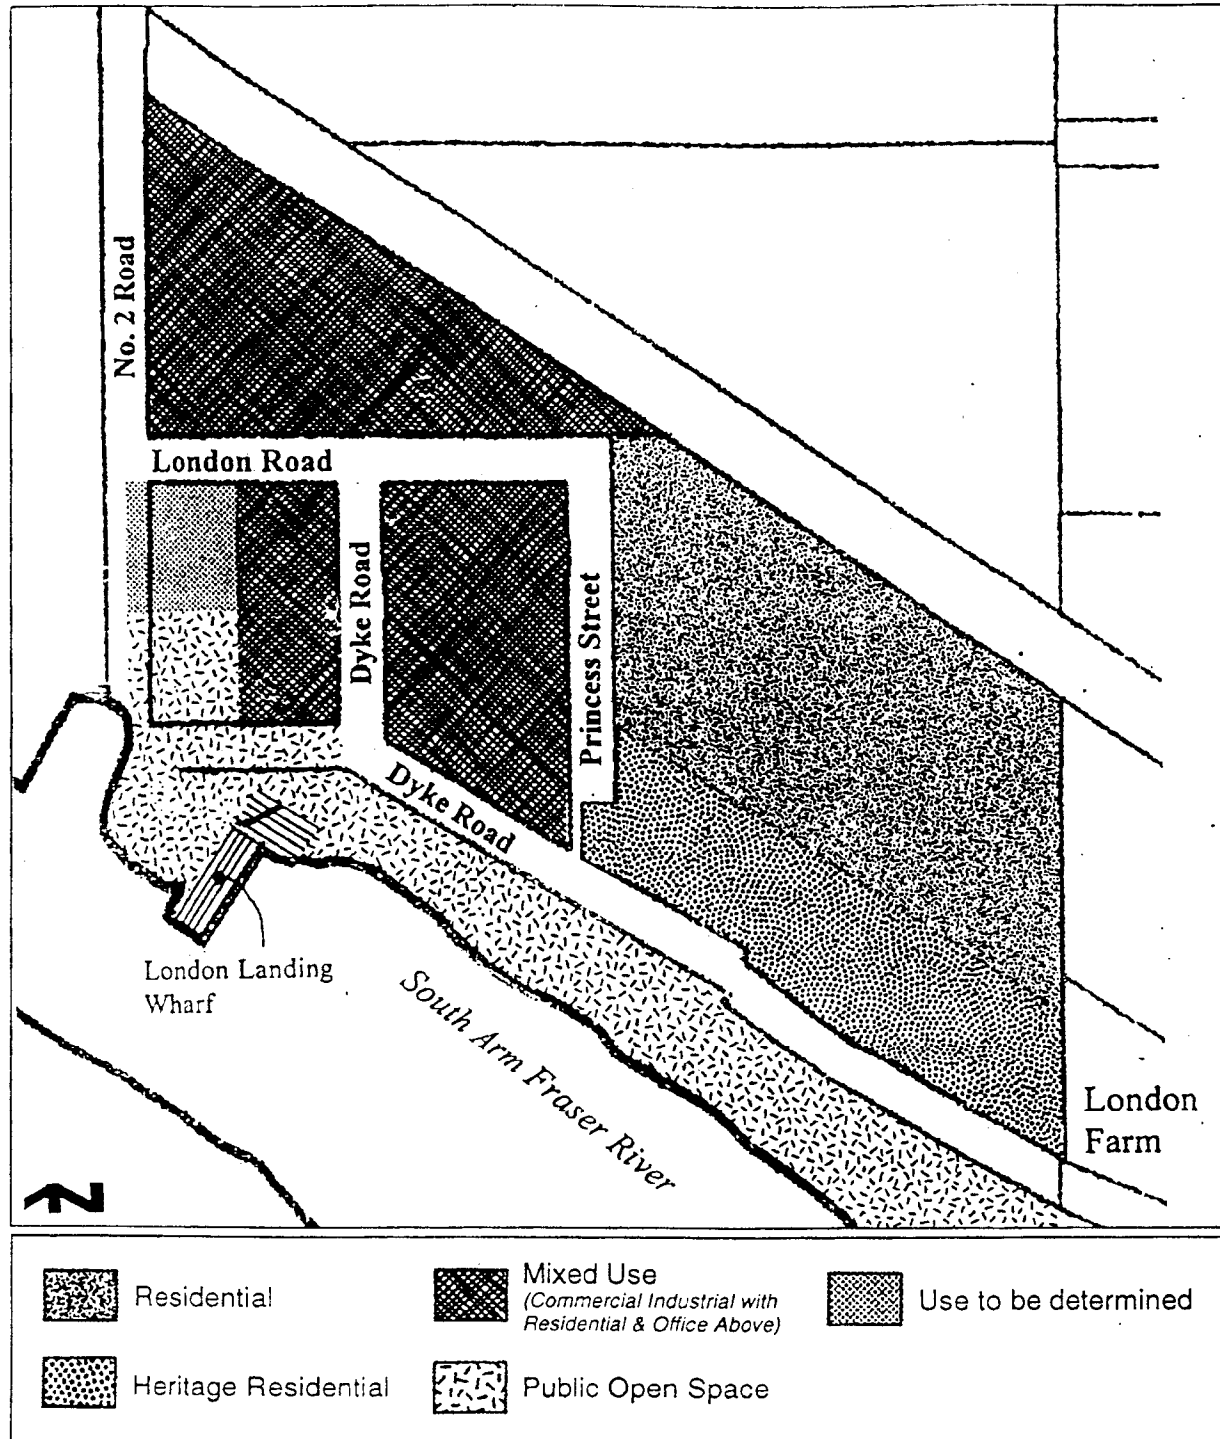 No. 2 Road
London Road
Dyke Road
Princess Street
Dyke Road
London Landing
Wharf
South Arm Fraser River
London
Farm
N
Residential
Mixed Use
(Commercial Industrial with
Residential & Office Above)
Use to be determined
Heritage Residential
Public Open Space